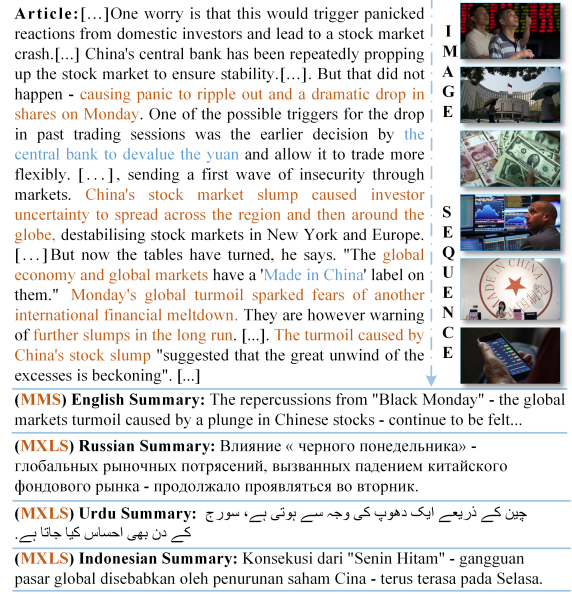 Article:[…]One worry is that this would trigger panicked
reactions from domestic investors and lead to a stock market
crash.[...] China's central bank has been repeatedly propping
up the stock market to ensure stability.[...]. But that did not
happen - causing panic to ripple out and a dramatic drop in
shares on Monday. One of the possible triggers for the drop
in past trading sessions was the earlier decision by the
central bank to devalue the yuan and allow it to trade more
flexibly. [...], sending a first wave of insecurity through
markets. China's stock market slump caused investor
uncertainty to spread across the region and then around the
globe, destabilising stock markets in New York and Europe.
[…]But now the tables have turned, he says. "The global
economy and global markets have a 'Made in China' label on
them." Monday's global turmoil sparked fears of another
international financial meltdown. They are however warning
of further slumps in the long run. [...]. The turmoil caused by
China's stock slump "suggested that the great unwind of the
excesses is beckoning". [...]
IMAGE
SEQUENCE
MADE IN CHINA
(MMS) English Summary: The repercussions from "Black Monday" - the global
markets turmoil caused by a plunge in Chinese stocks - continue to be felt...
(MXLS) Russian Summary: Влияние « черного понедельника» -
глобальных рыночных потрясений, вызванных падением китайского
фондового рынка - продолжало проявляться во вторник.
(MXLS) Urdu Summary: چین کے ذریعے ایک دھوپ کی وجہ سے ہوتی ہے، سورج
کے دن بھی احساس کیا جاتا ہے.
(MXLS) Indonesian Summary: Konsekusi dari "Senin Hitam" - gangguan
pasar global disebabkan oleh penurunan saham Cina - terus terasa pada Selasa.